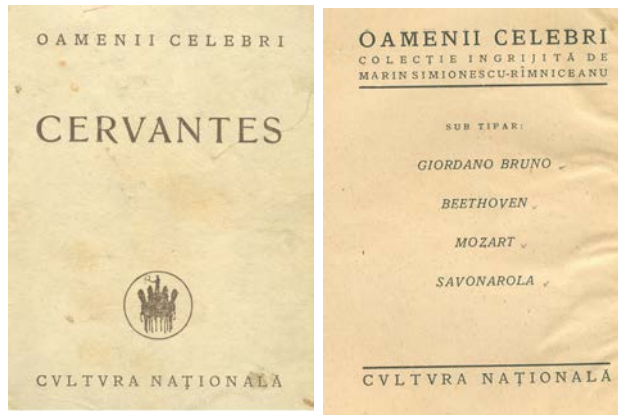 OAMENII CELEBRI
CERVANTES
CVLTVRA NAȚIONALĂ
OAMENII CELEBRI
COLECȚIE INGRIJITĂ DE
MARIN SIMIONESCU-RÎMNICEANU
SUB TIPAR:
GIORDANO BRUNO
BEETHOVEN
MOZART
SAVONAROLA
CVLTVRA NAȚIONALĂ